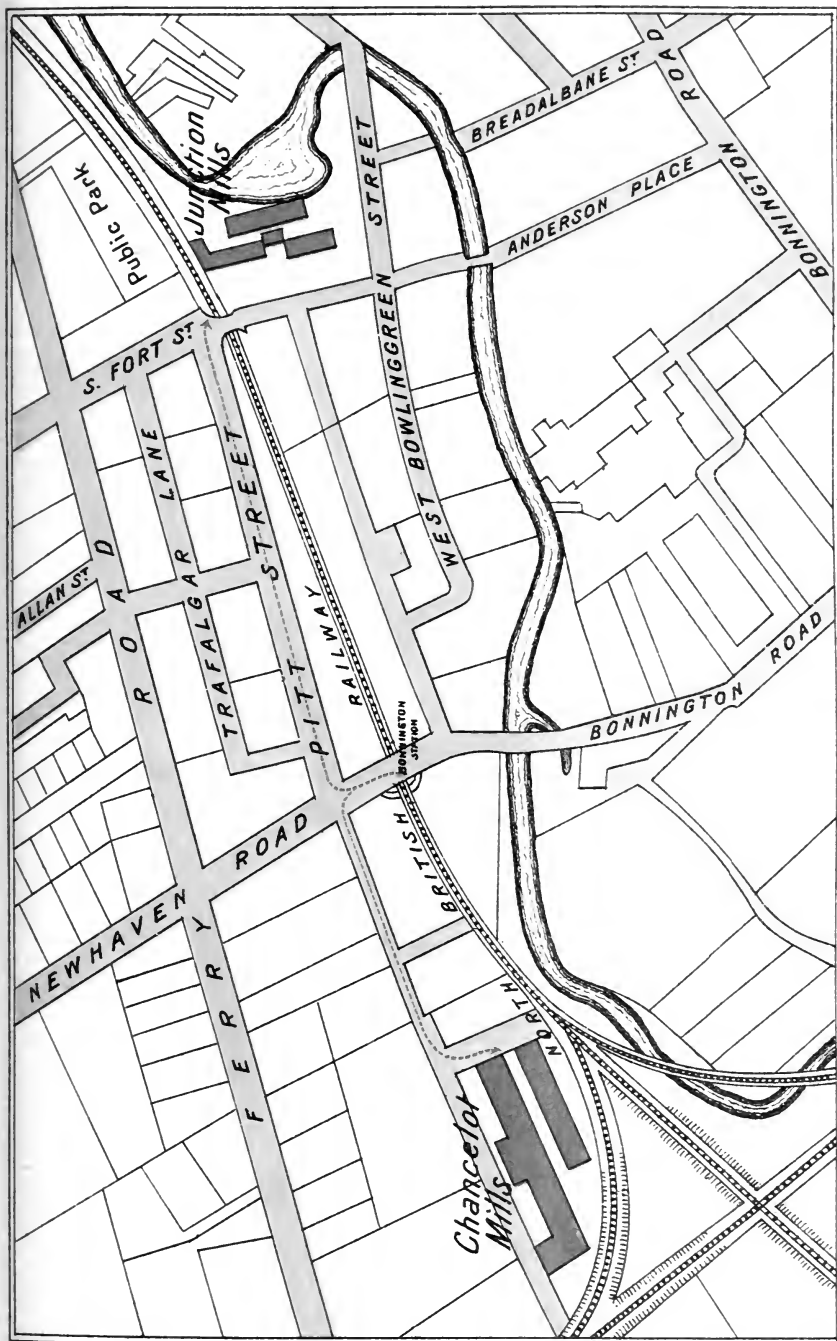 ROAD
BREADALBANE ST.
BONNINGTON
Junction
Mills
Public Park
STREET
ANDERSON PLACE
S. FORT ST
WEST BOWLINGGREEN
TRAFALGAR LANE
PITT STREET
ALLAN ST.
RAILWAY
FERRY ROAD
BONNINGTON
STATION
BONNINGTON ROAD
NEWHAVEN ROAD
NORTH BRITISH
Chancelot
Mills